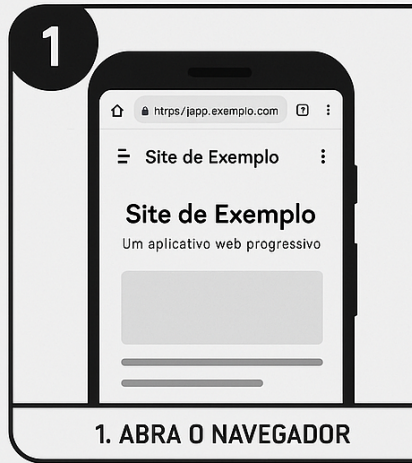 1
htrps/japp.exemplo.com
?
Site de Exemplo
Site de Exemplo
Um aplicativo web progressivo
1. ABRA O NAVEGADOR